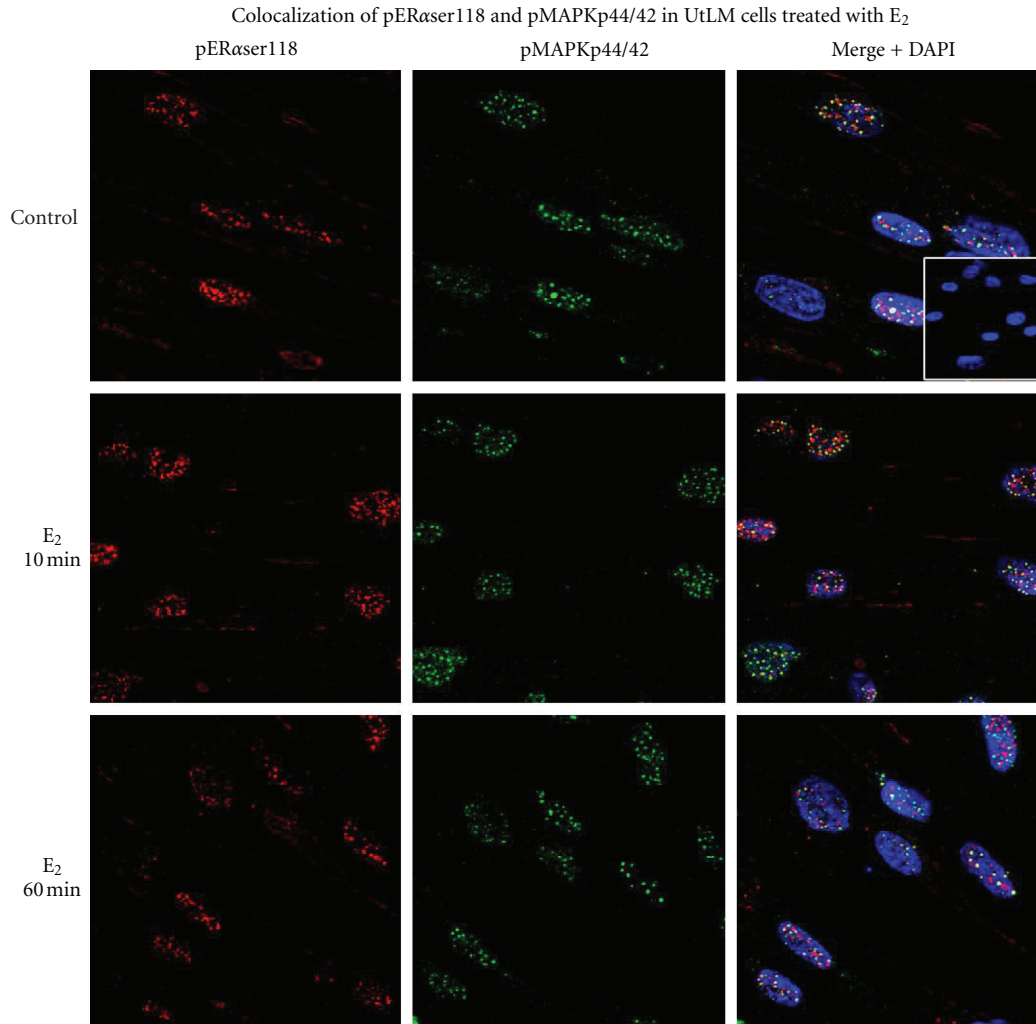 Colocalization of pERαser118 and pMAPKp44/42 in UtLM cells treated with E₂
pERαser118 pMAPKp44/42 Merge + DAPI
Control
E₂
10 min
E₂
60 min